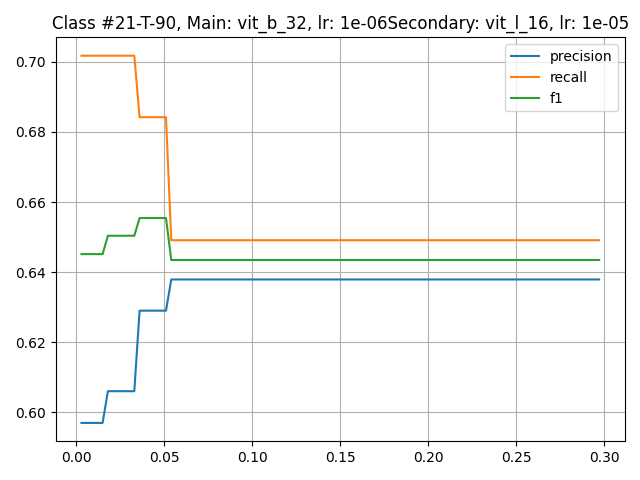 Class #21-T-90, Main: vit_b_32, lr: 1e-06Secondary: vit_l_16, lr: 1e-05
precision
recall
f1
0.70
0.68
0.66
0.64
0.62
0.60
0.00 0.05 0.10 0.15 0.20 0.25 0.30